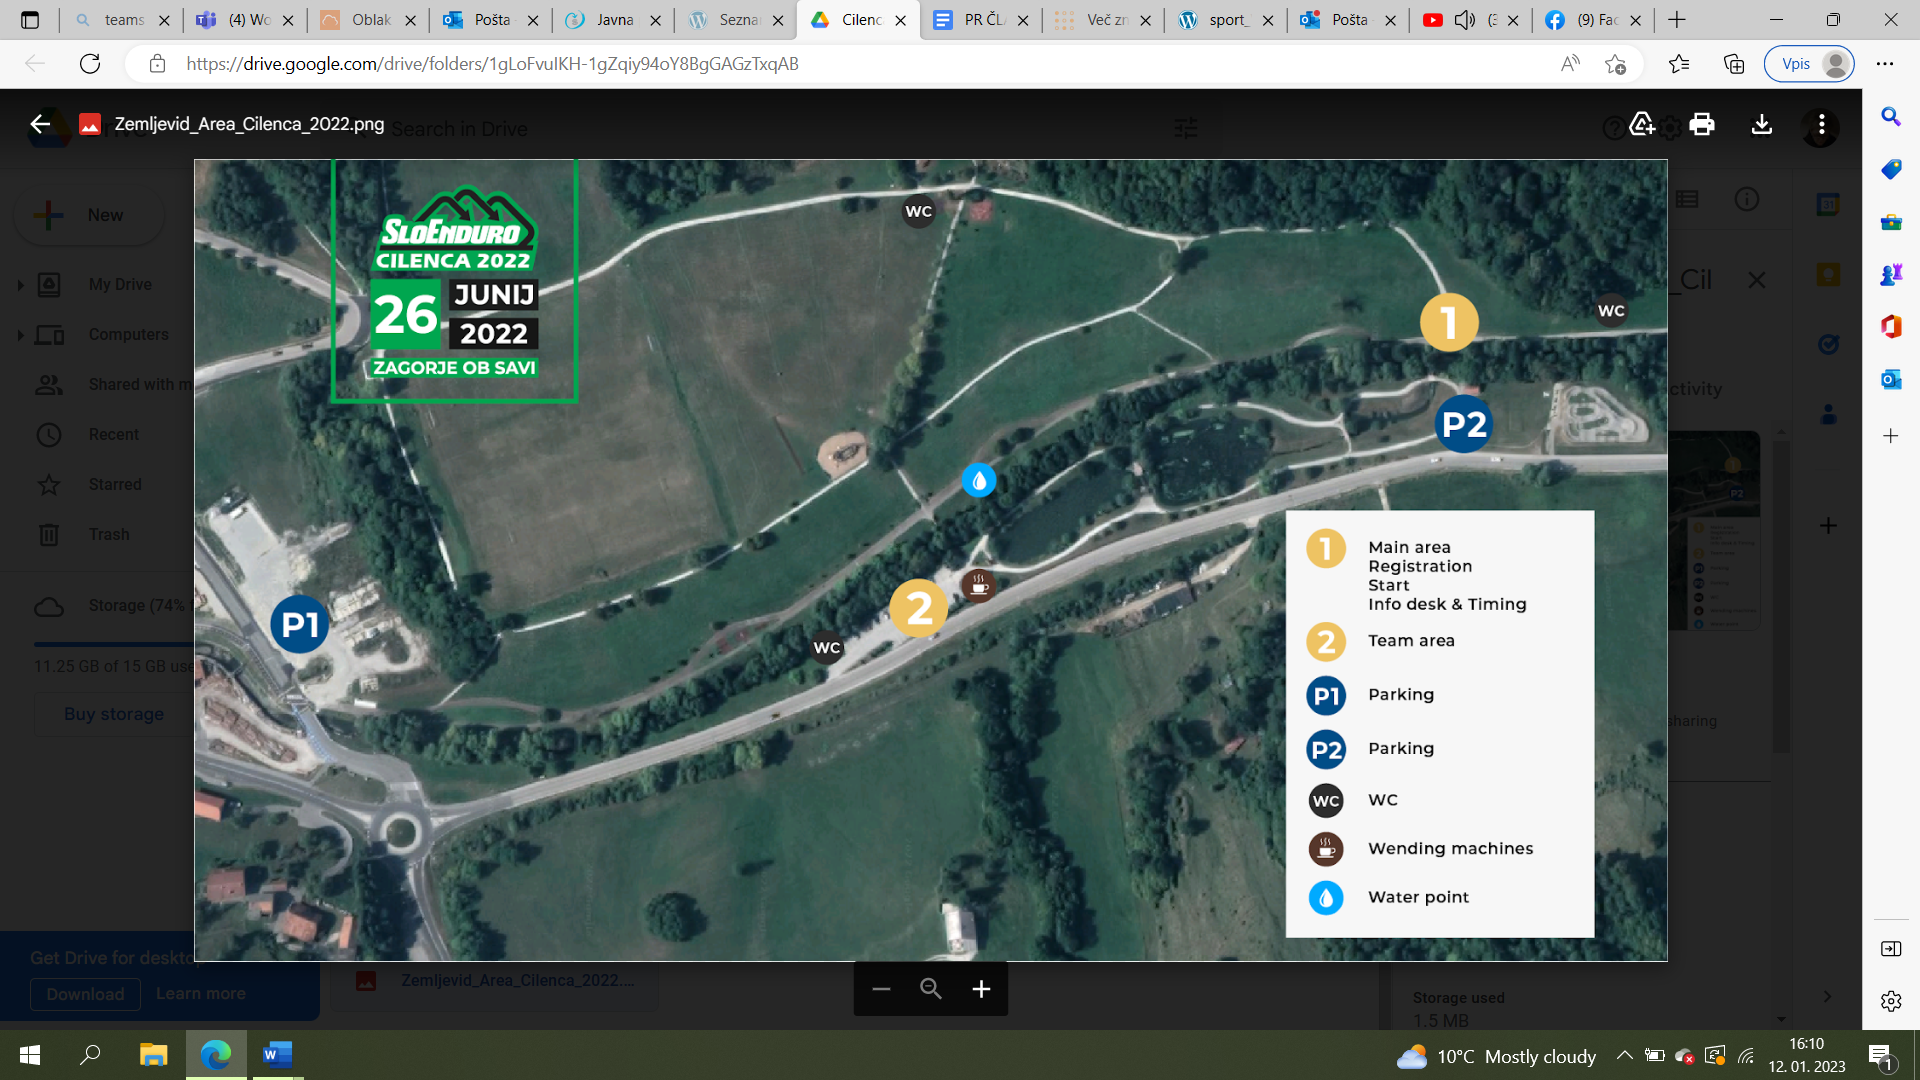 teams
(4) Wo
Oblak
Pošta
Javna
Sezna
Cilenc
PR ČL
Več zn
sport_
Pošta
(9) Fac
https://drive.google.com/drive/folders/1gLoFvuIKH-1gZqiy94oY8BgGAGzTxqAB
Vpis
Zemljevid_Area_Cilenca_2022.png
Search in Drive
New
My Drive
Computers
Shared with m
Recent
Starred
Trash
Storage (74% f
11.25 GB of 15 GB use
Buy storage
SLOENDURO
CILENCA 2022
26
JUNIJ
2022
ZAGORJE OB SAVI
WC
1
WC
P2
P1
2
WC
1
Main area
Registration
Start
Info desk & Timing
2
Team area
P1
Parking
P2
Parking
WC
WC
Wending machines
Water point
_Cil
ctivity
sharing
Get Drive for deskto
Download
Learn more
Zemljevid_Area_Cilenca_2022....
Storage used
1.5 MB
10°C Mostly cloudy
16:10
12. 01. 2023
1